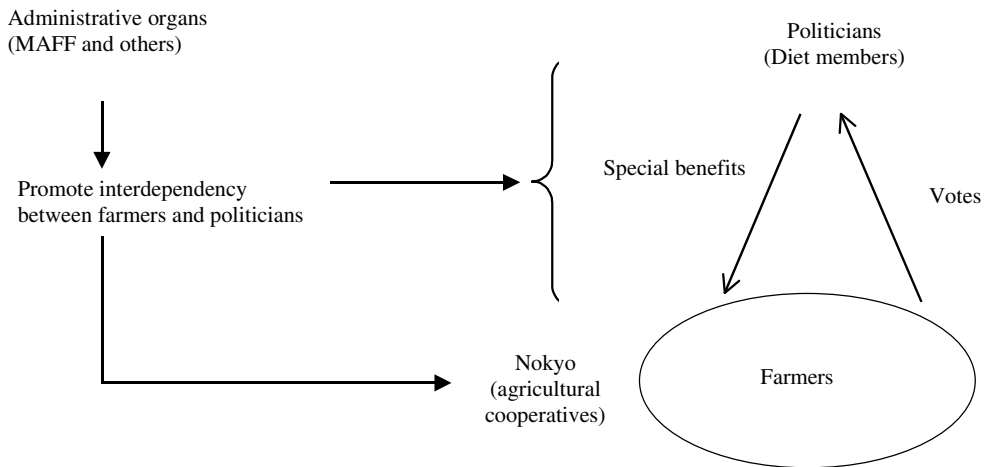 Administrative organs
(MAFF and others)
Politicians
(Diet members)
Special benefits
Promote interdependency
between farmers and politicians
Votes
Nokyo
(agricultural
cooperatives)
Farmers